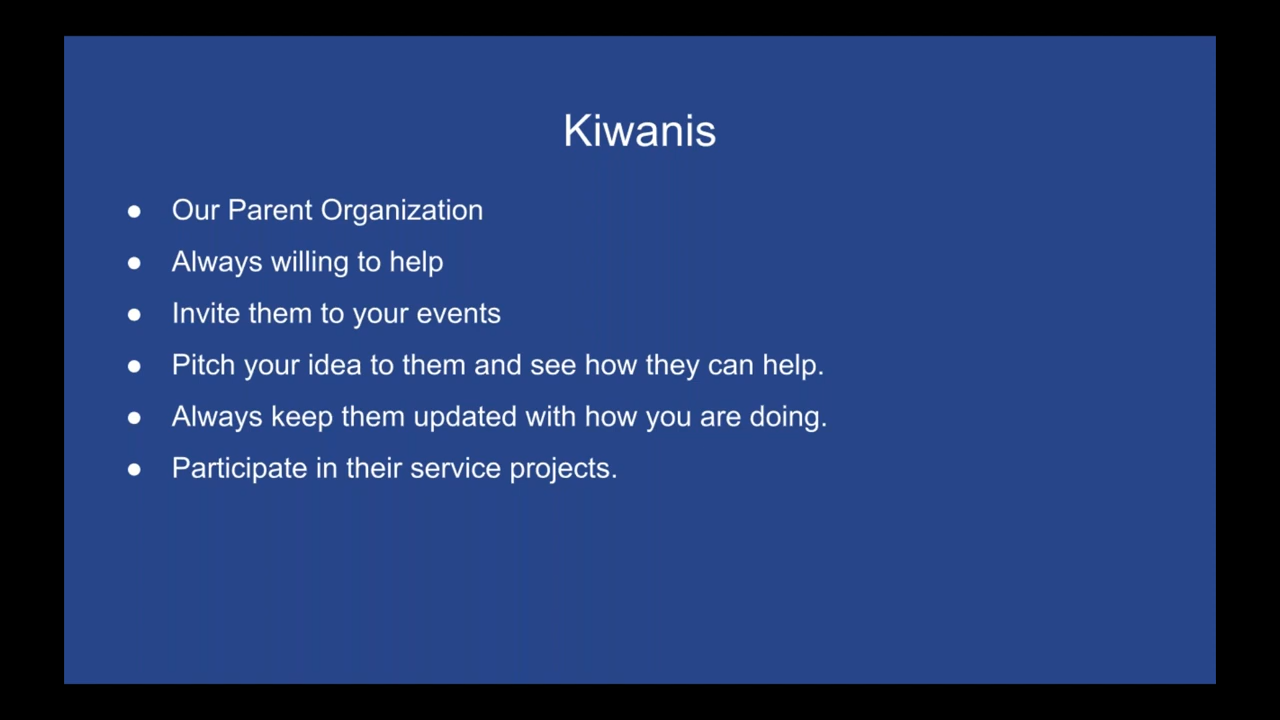 Kiwanis
● Our Parent Organization
● Always willing to help
● Invite them to your events
● Pitch your idea to them and see how they can help.
● Always keep them updated with how you are doing.
● Participate in their service projects.